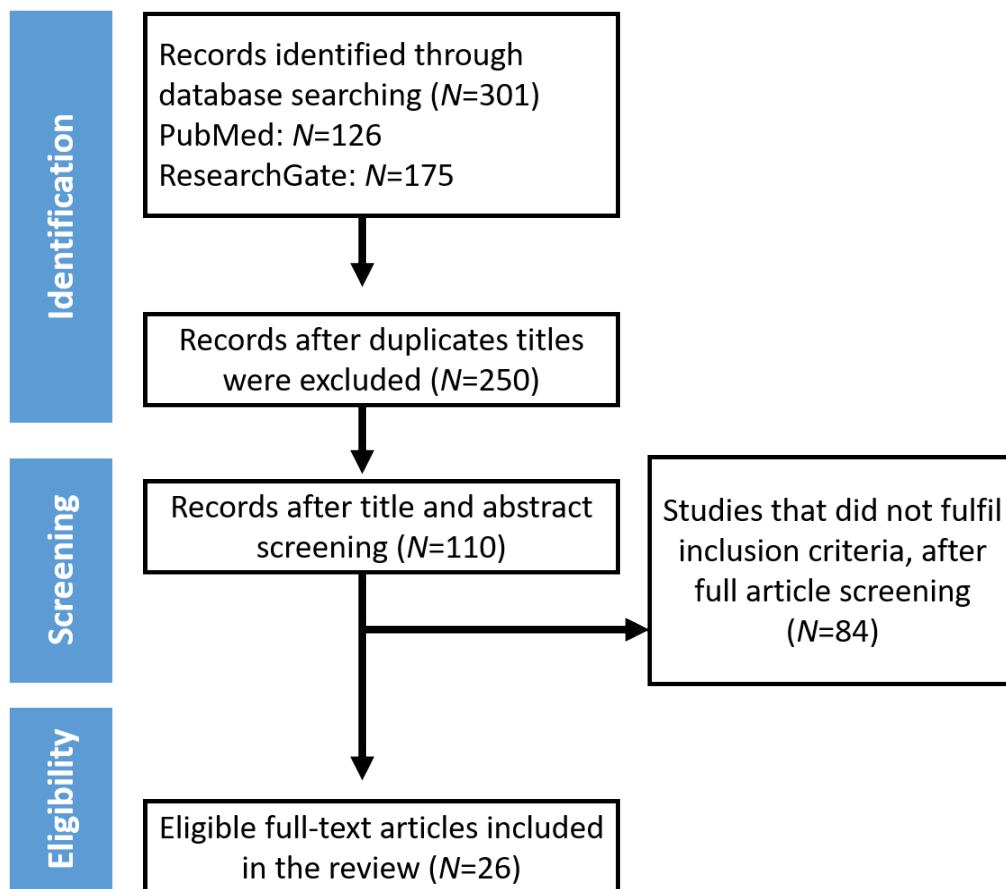 Identification
Records identified through
database searching (N=301)
PubMed: N=126
ResearchGate: N=175
Records after duplicates titles
were excluded (N=250)
Screening
Records after title and abstract
screening (N=110)
Studies that did not fulfil
inclusion criteria, after
full article screening
(N=84)
Eligibility
Eligible full-text articles included
in the review (N=26)